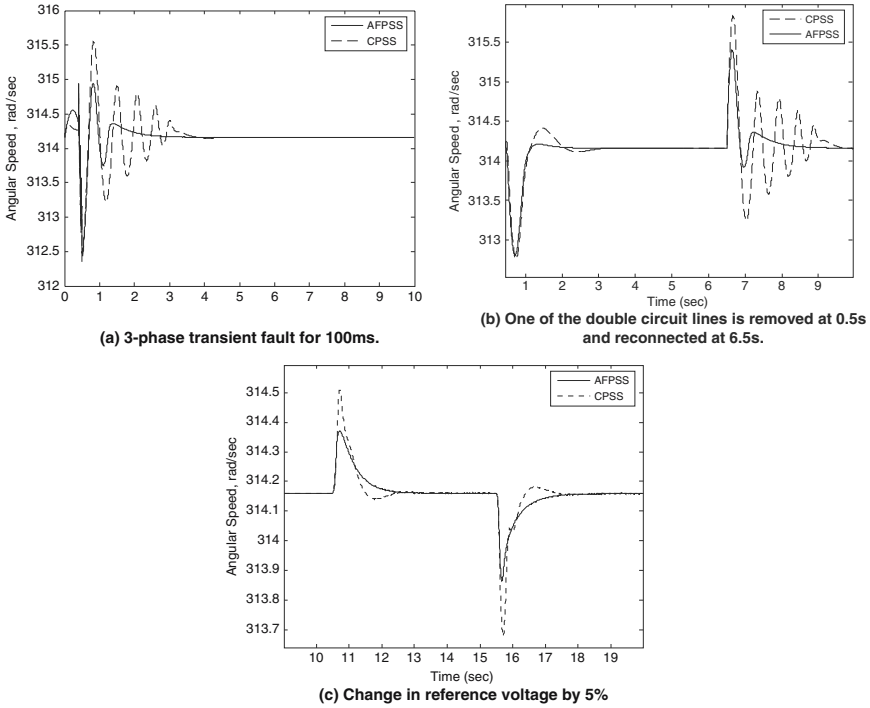 316
315.5
315
314.5
314
313.5
313
312.5
312
0 1 2 3 4 5 6 7 8 9 10
Angular Speed , rad/sec
AFPSS
CPSS
(a) 3-phase transient fault for 100ms.
315.5
315
314.5
314
313.5
313
1 2 3 4 5 6 7 8 9
Angular Speed, rad/sec
CPSS
AFPSS
Time (sec)
(b) One of the double circuit lines is removed at 0.5s
and reconnected at 6.5s.
314.5
314.4
314.3
314.2
314.1
314
313.9
313.8
313.7
10 11 12 13 14 15 16 17 18 19
Angular Speed, rad/sec
AFPSS
CPSS
Time (sec)
(c) Change in reference voltage by 5%